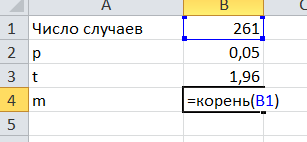 A B C
1 Число случаев 261
2 p 0,05
3 t 1,96
4 m =корень(B1)
5